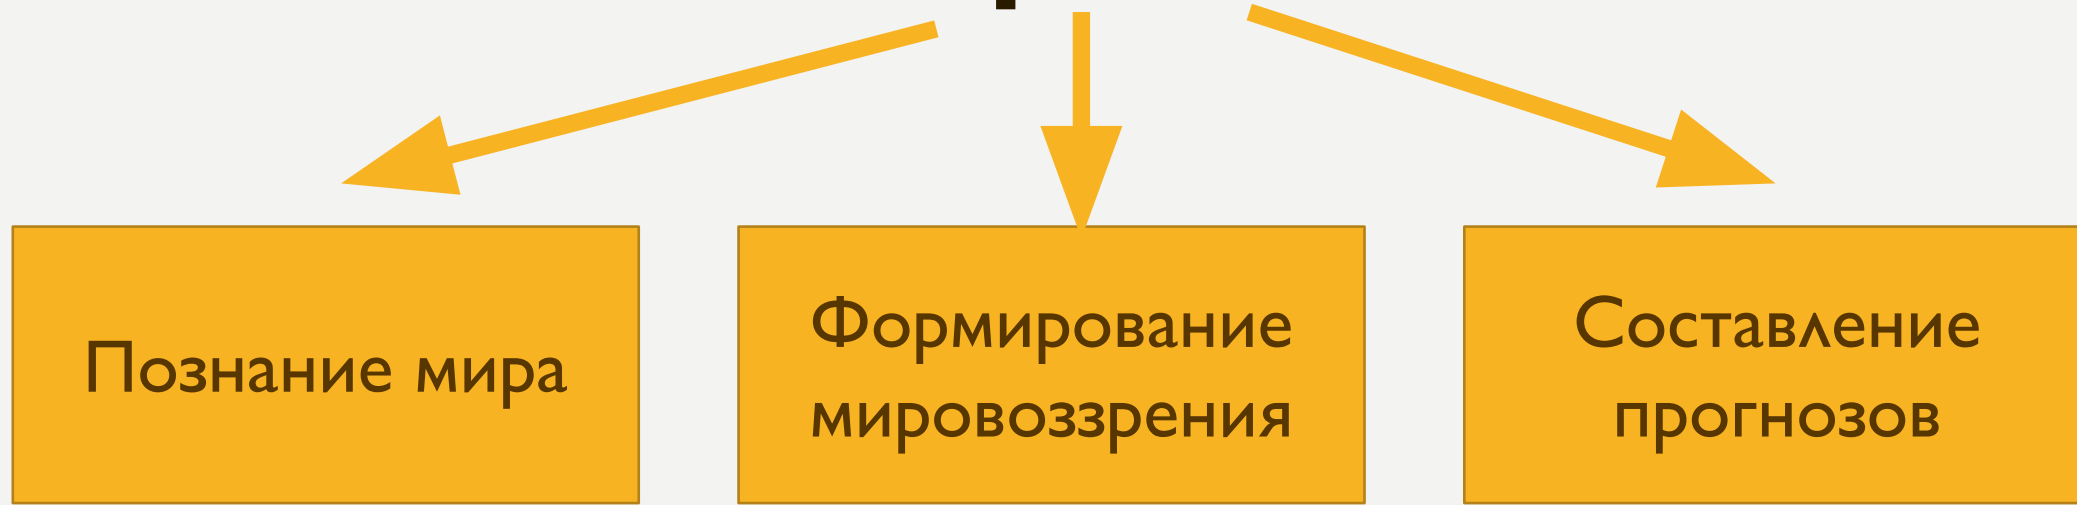 Познание мира
Формирование
мировоззрения
Составление
прогнозов